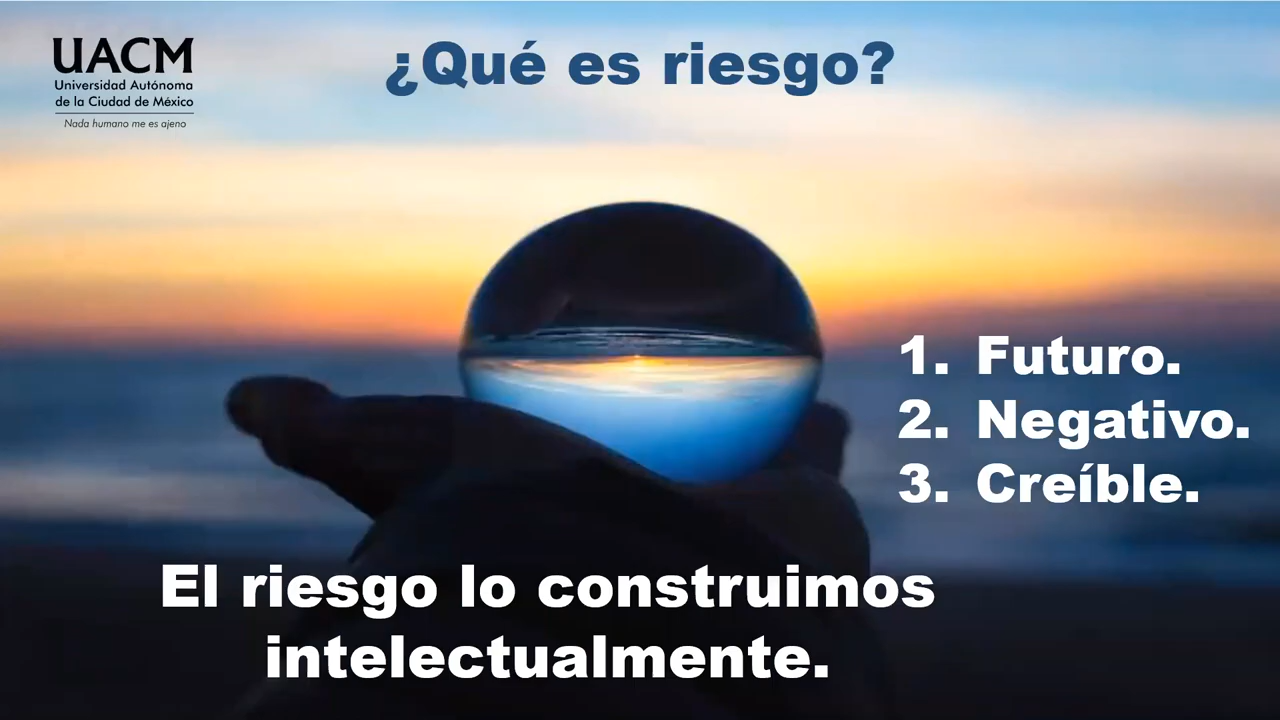 UACM
Universidad Autónoma
de la Ciudad de México
Nada humano me es ajeno
¿Qué es riesgo?
1. Futuro.
2. Negativo.
3. Creíble.
El riesgo lo construimos
intelectualmente.